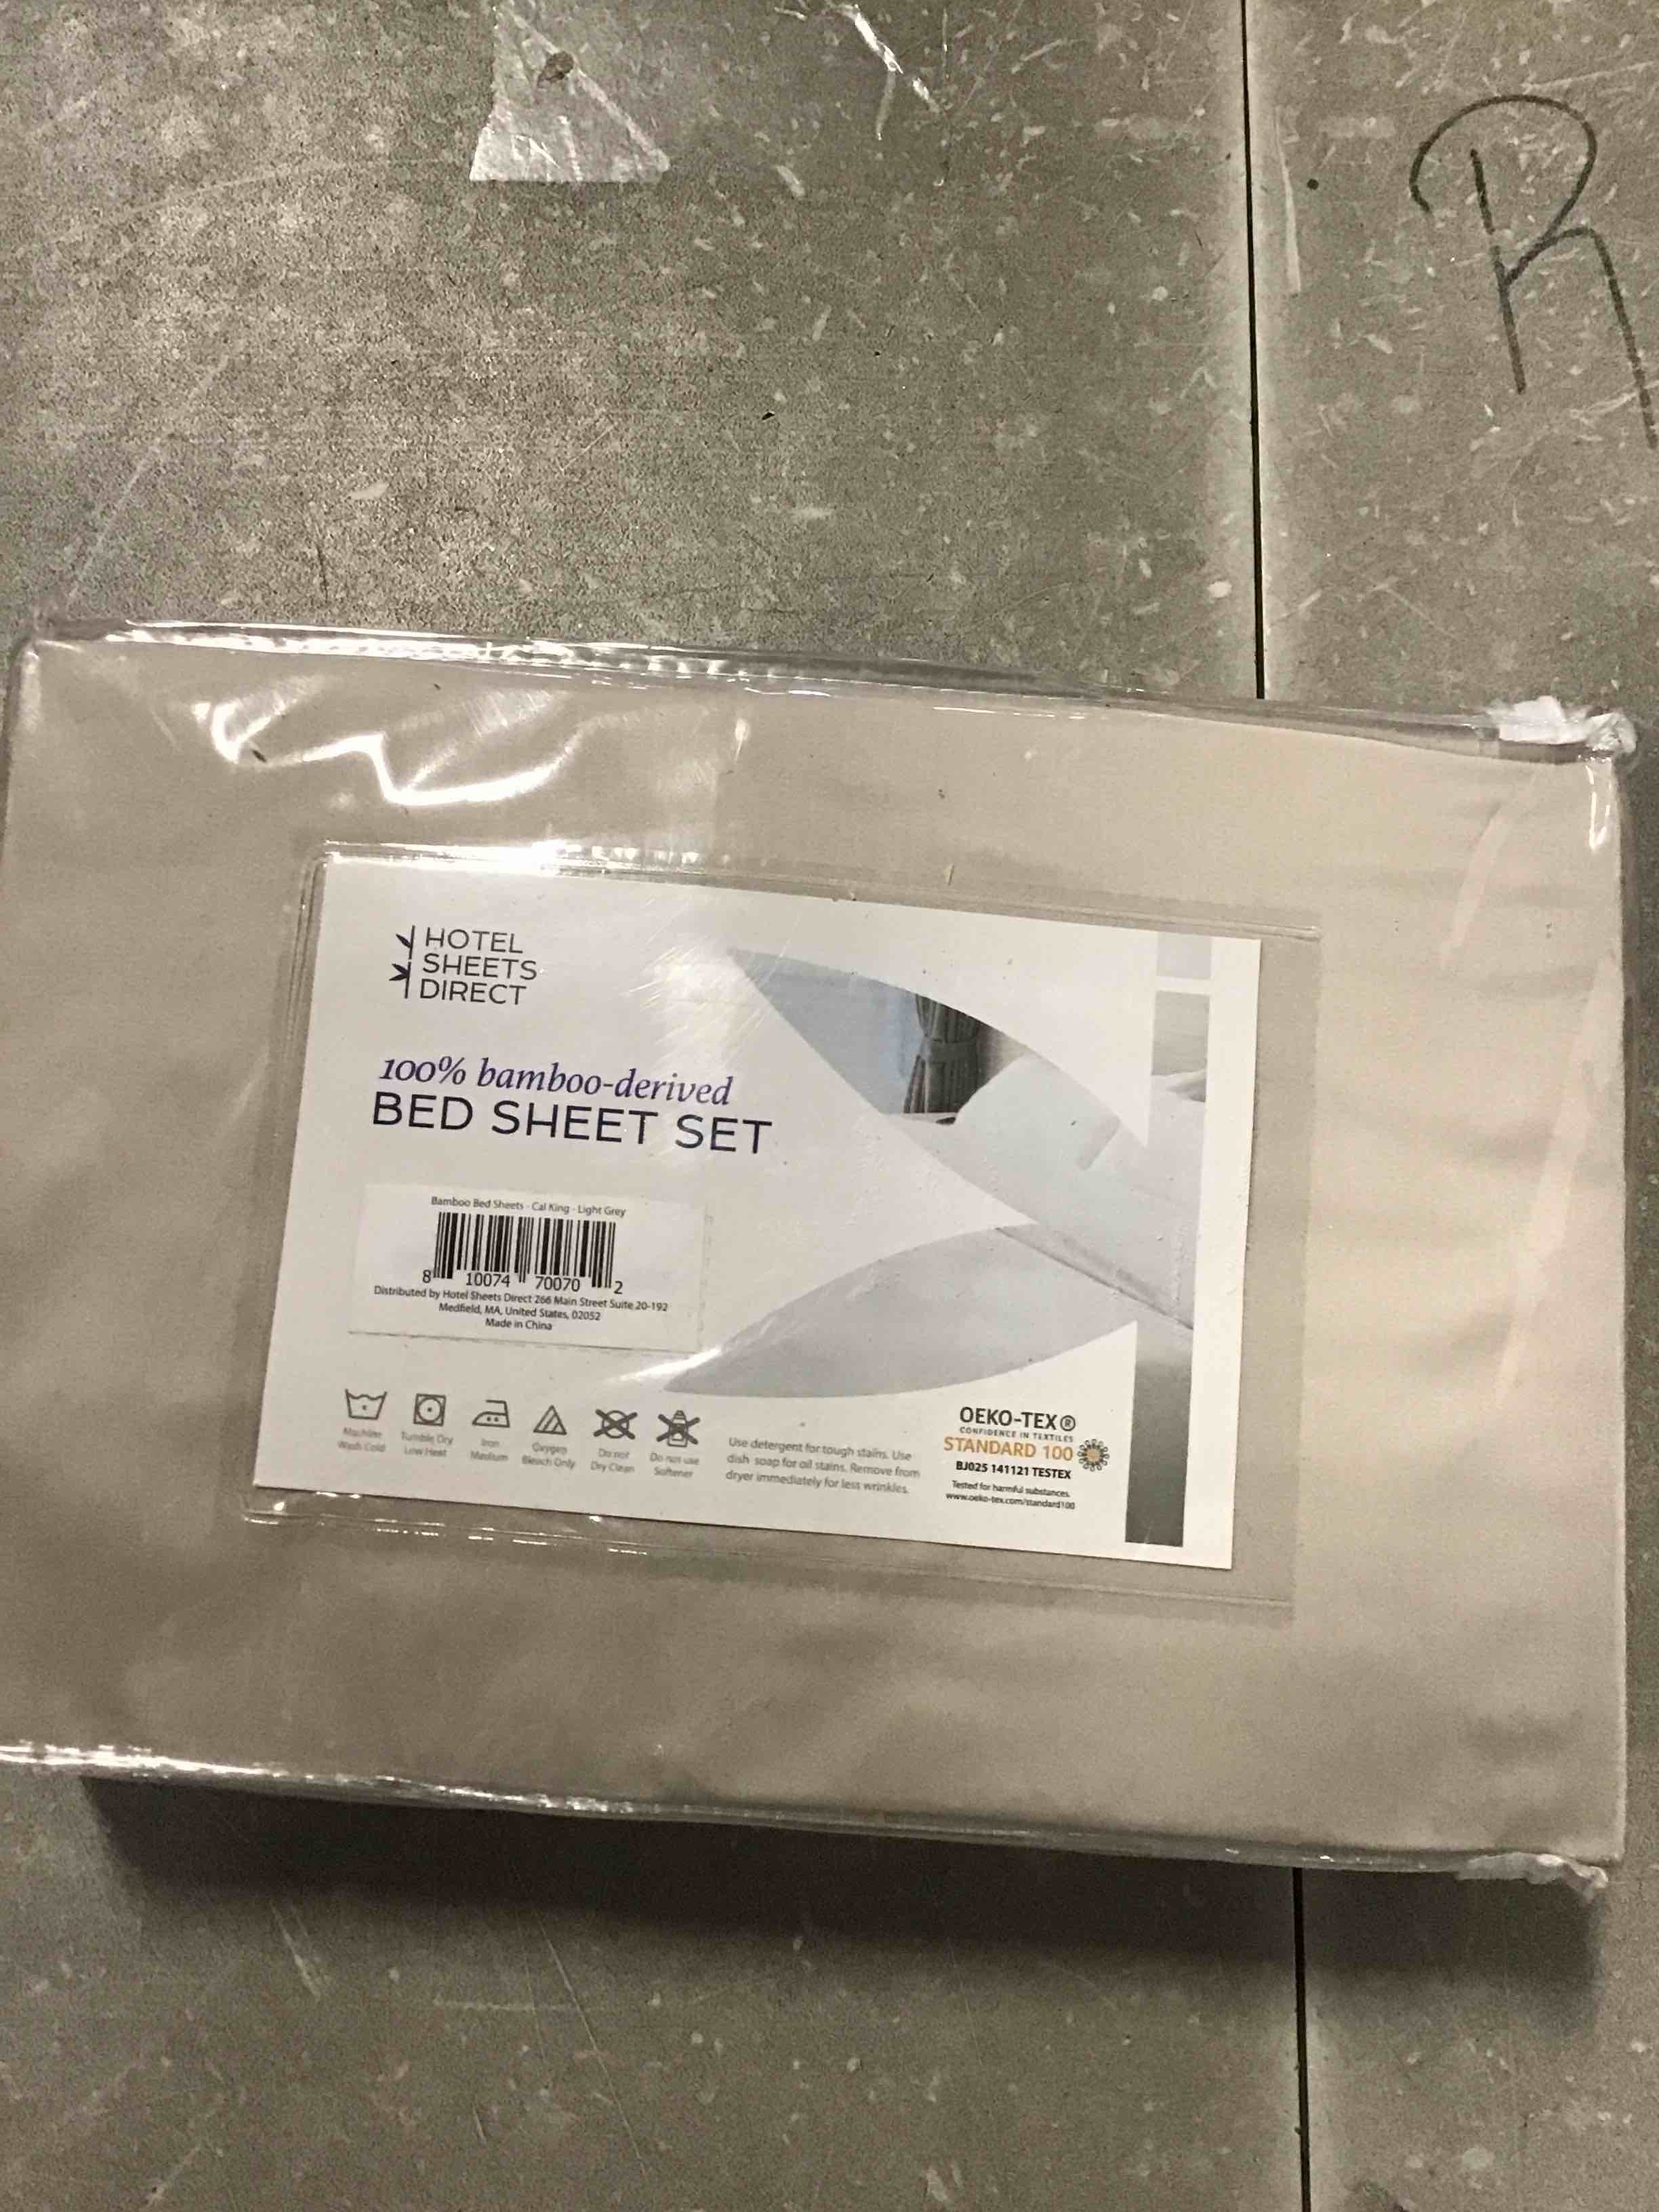 R
HOTEL
SHEETS
DIRECT
100% bamboo-derived
BED SHEET SET
Bamboo Bed Sheets - Cal King - Light Grey
8 10074 70070 2
Distributed by Hotel Sheets Direct 266 Main Street Suite 20-192
Medfield, MA, United States, 02052
Made in China
Machine
Wash Cold
Tumble Dry
Low Heat
Iron
Medium
Oxygen
Bleach Only
Do not
Dry Clean
Do not use
Softener
Use detergent for tough stains. Use
dish soap for oil stains. Remove from
dryer immediately for less wrinkles.
OEKO-TEX®
CONFIDENCE IN TEXTILES
STANDARD 100
BJ025 141121 TESTEX
Tested for harmful substances.
www.oeko-tex.com/standard100